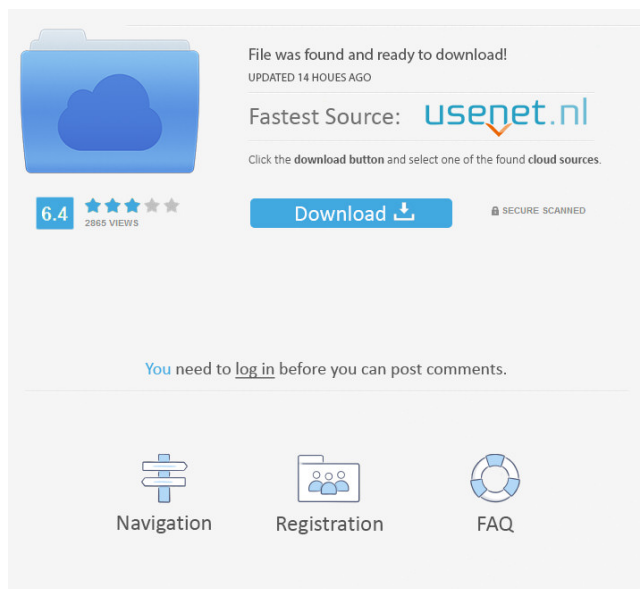 File was found and ready to download!
UPDATED 14 HOUES AGO
Fastest Source: usenet.nl
Click the download button and select one of the found cloud sources.
6.4
2865 VIEWS
Download
SECURE SCANNED
You need to log in before you can post comments.
Navigation
Registration
FAQ